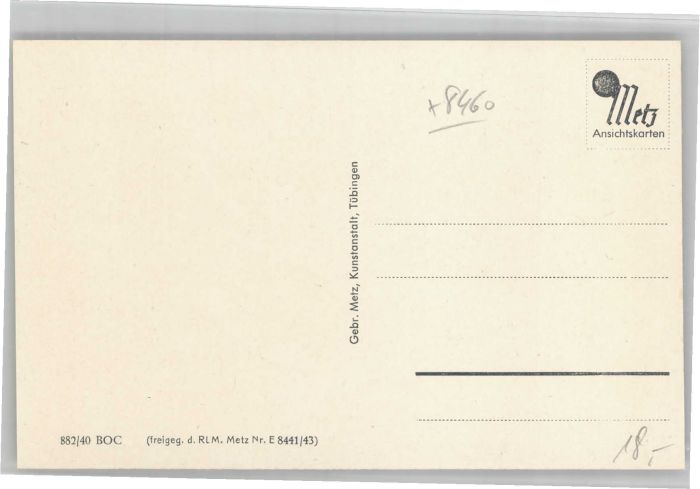 +8460
Metz
Ansichtskarten
Gebr. Metz, Kunstanstalt, Tübingen
882/40 BOC (freigeg. d. RLM. Metz Nr. E 8441/43)
18,-